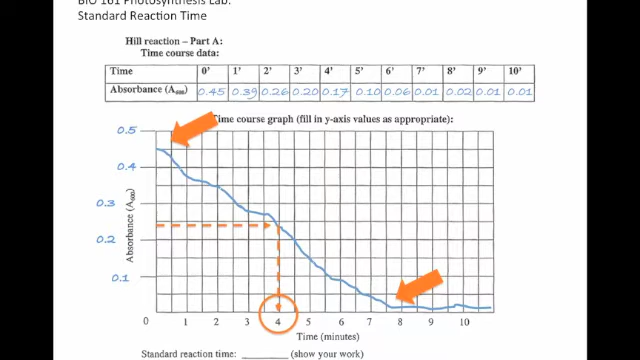 BIO 161 Photosynthesis Lab:
Standard Reaction Time
Hill reaction – Part A:
Time course data:
Time 0' 1' 2' 3' 4' 5' 6' 7' 8' 9' 10'
Absorbance (A600) 0.45 0.39 0.26 0.20 0.17 0.10 0.06 0.01 0.02 0.01 0.01
Time course graph (fill in y-axis values as appropriate):
0.5
0.4
0.3
0.2
0.1
Absorbance (A600)
0 1 2 3 4 5 6 7 8 9 10
Time (minutes)
Standard reaction time: ________ (show your work)